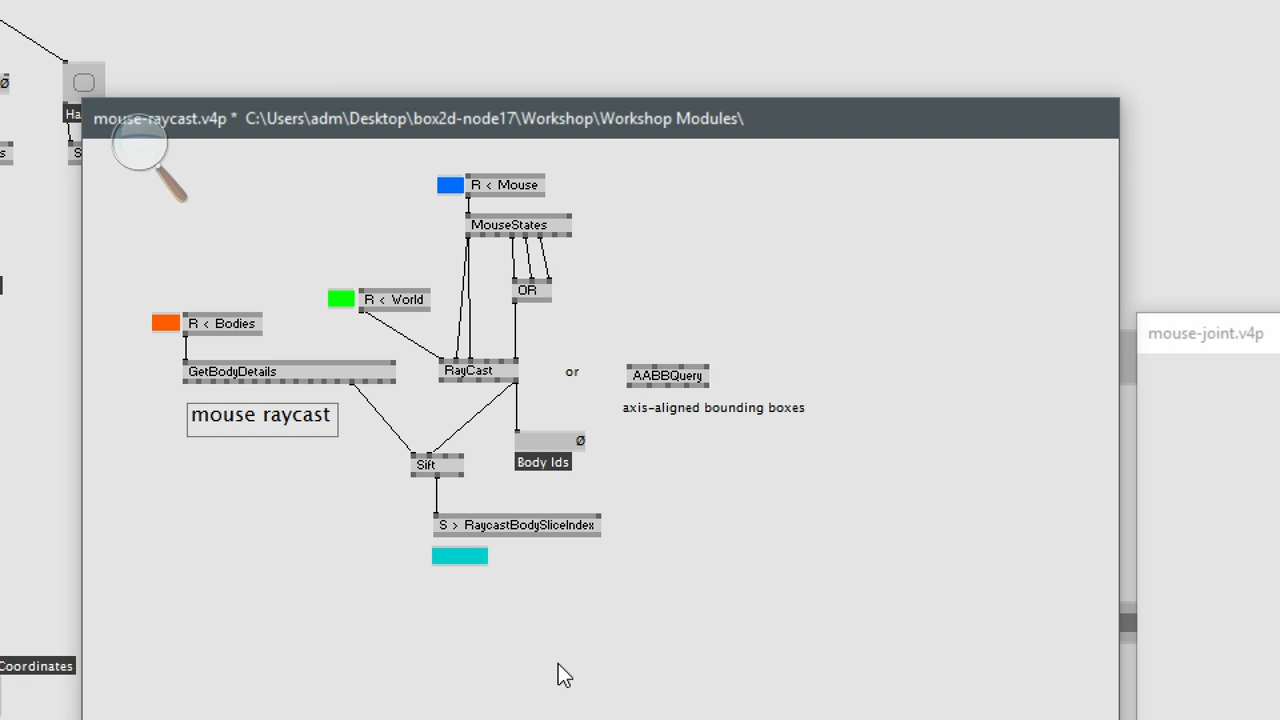 Ø
Ha
s
S
mouse-raycast.v4p * C:\Users\adm\Desktop\box2d-node17\Workshop\Workshop Modules\
R < Mouse
MouseStates
OR
R < World
R < Bodies
GetBodyDetails
RayCast
or
AABBQuery
axis-aligned bounding boxes
mouse raycast
Ø
Body Ids
Sift
S > RaycastBodySliceIndex
mouse-joint.v4p
Coordinates